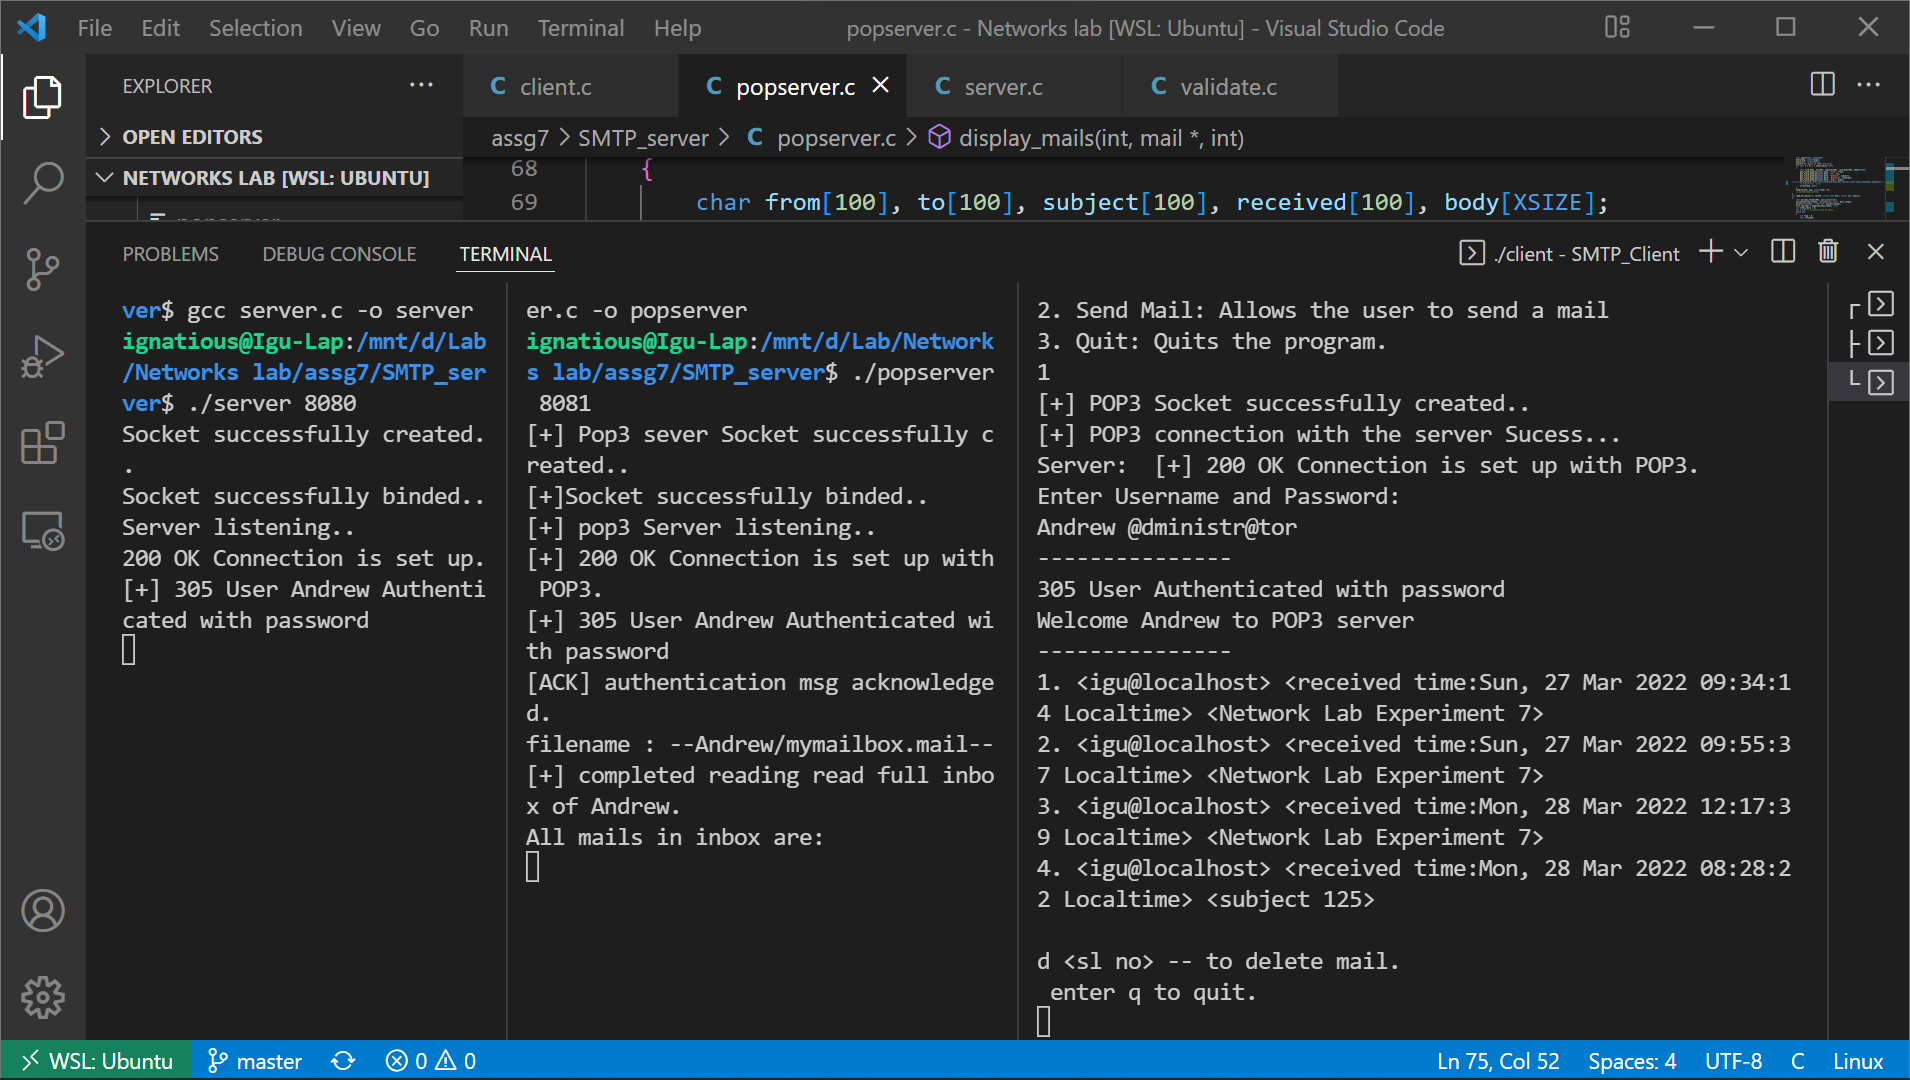 File Edit Selection View Go Run Terminal Help popserver.c - Networks lab [WSL: Ubuntu] - Visual Studio Code
EXPLORER
C client.c C popserver.c C server.c C validate.c
OPEN EDITORS
assg7 > SMTP_server > C popserver.c > display_mails(int, mail *, int)
NETWORKS LAB [WSL: UBUNTU]
68 {
69 char from[100], to[100], subject[100], received[100], body[XSIZE];
PROBLEMS DEBUG CONSOLE TERMINAL
./client - SMTP_Client
ver$ gcc server.c -o server
ignatious@Igu-Lap:/mnt/d/Lab
/Networks lab/assg7/SMTP_ser
ver$ ./server 8080
Socket successfully created.
.
Socket successfully binded..
Server listening..
200 OK Connection is set up.
[+] 305 User Andrew Authenti
cated with password
er.c -o popserver
ignatious@Igu-Lap:/mnt/d/Lab/Network
s lab/assg7/SMTP_server$ ./popserver
8081
[+] Pop3 sever Socket successfully c
reated..
[+]Socket successfully binded..
[+] pop3 Server listening..
[+] 200 OK Connection is set up with
POP3.
[+] 305 User Andrew Authenticated wi
th password
[ACK] authentication msg acknowledge
d.
filename : --Andrew/mymailbox.mail--
[+] completed reading read full inbo
x of Andrew.
All mails in inbox are:
2. Send Mail: Allows the user to send a mail
3. Quit: Quits the program.
1
[+] POP3 Socket successfully created..
[+] POP3 connection with the server Sucess...
Server:  [+] 200 OK Connection is set up with POP3.
Enter Username and Password:
Andrew @dministr@tor
---------------
305 User Authenticated with password
Welcome Andrew to POP3 server
---------------
1. <igu@localhost> <received time:Sun, 27 Mar 2022 09:34:1
4 Localtime> <Network Lab Experiment 7>
2. <igu@localhost> <received time:Sun, 27 Mar 2022 09:55:3
7 Localtime> <Network Lab Experiment 7>
3. <igu@localhost> <received time:Mon, 28 Mar 2022 12:17:3
9 Localtime> <Network Lab Experiment 7>
4. <igu@localhost> <received time:Mon, 28 Mar 2022 08:28:2
2 Localtime> <subject 125>
d <sl no> -- to delete mail.
enter q to quit.
WSL: Ubuntu master 0 0 Ln 75, Col 52 Spaces: 4 UTF-8 C Linux